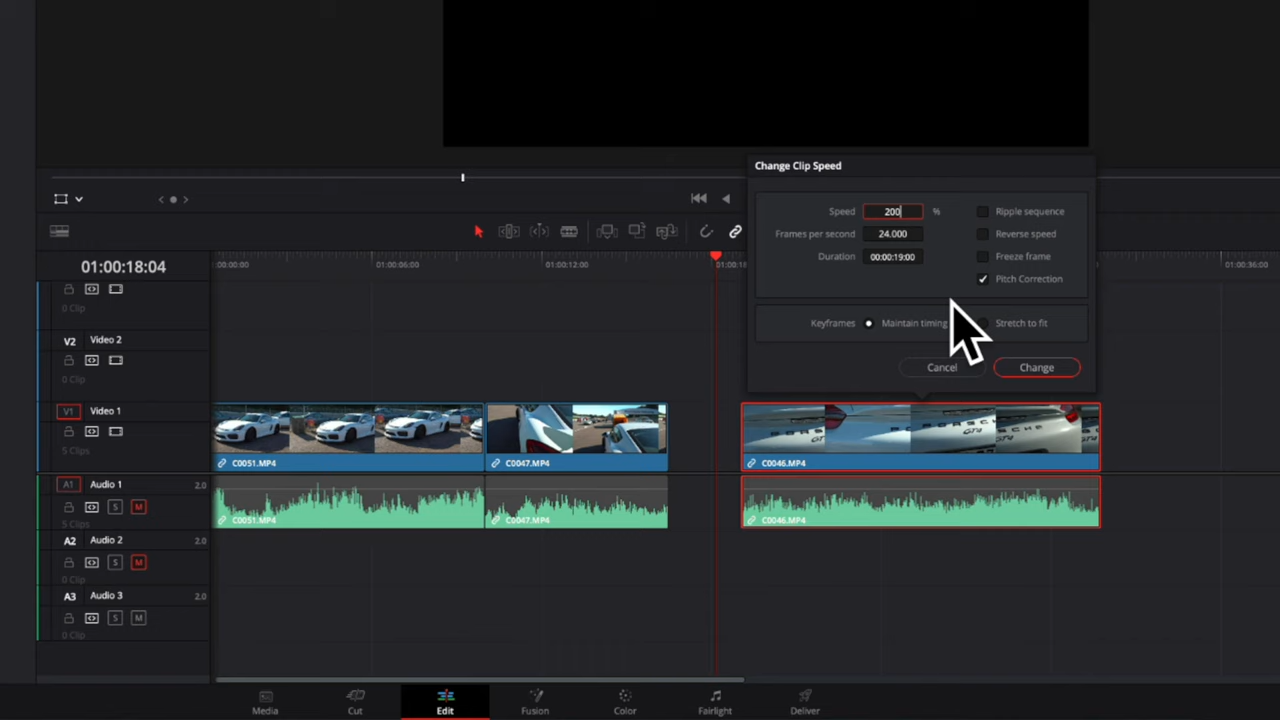 Change Clip Speed
Speed 200 % Ripple sequence
Frames per second 24.000 Reverse speed
Duration 00:00:19:00 Freeze frame
Pitch Correction
Keyframes Maintain timing Stretch to fit
Cancel Change
01:00:18:04 :00:00:00 01:00:06:00 01:00:12:00 01:00:18 01:00:36:00
0 Clip
V2 Video 2
0 Clip
V1 Video 1
5 Clips
C0051.MP4 C0047.MP4 C0046.MP4
A1 Audio 1 2.0
S M
5 Clips
C0051.MP4 C0047.MP4 C0046.MP4
A2 Audio 2 2.0
S M
0 Clip
A3 Audio 3 2.0
S M
0 Clip
Media Cut Edit Fusion Color Fairlight Deliver